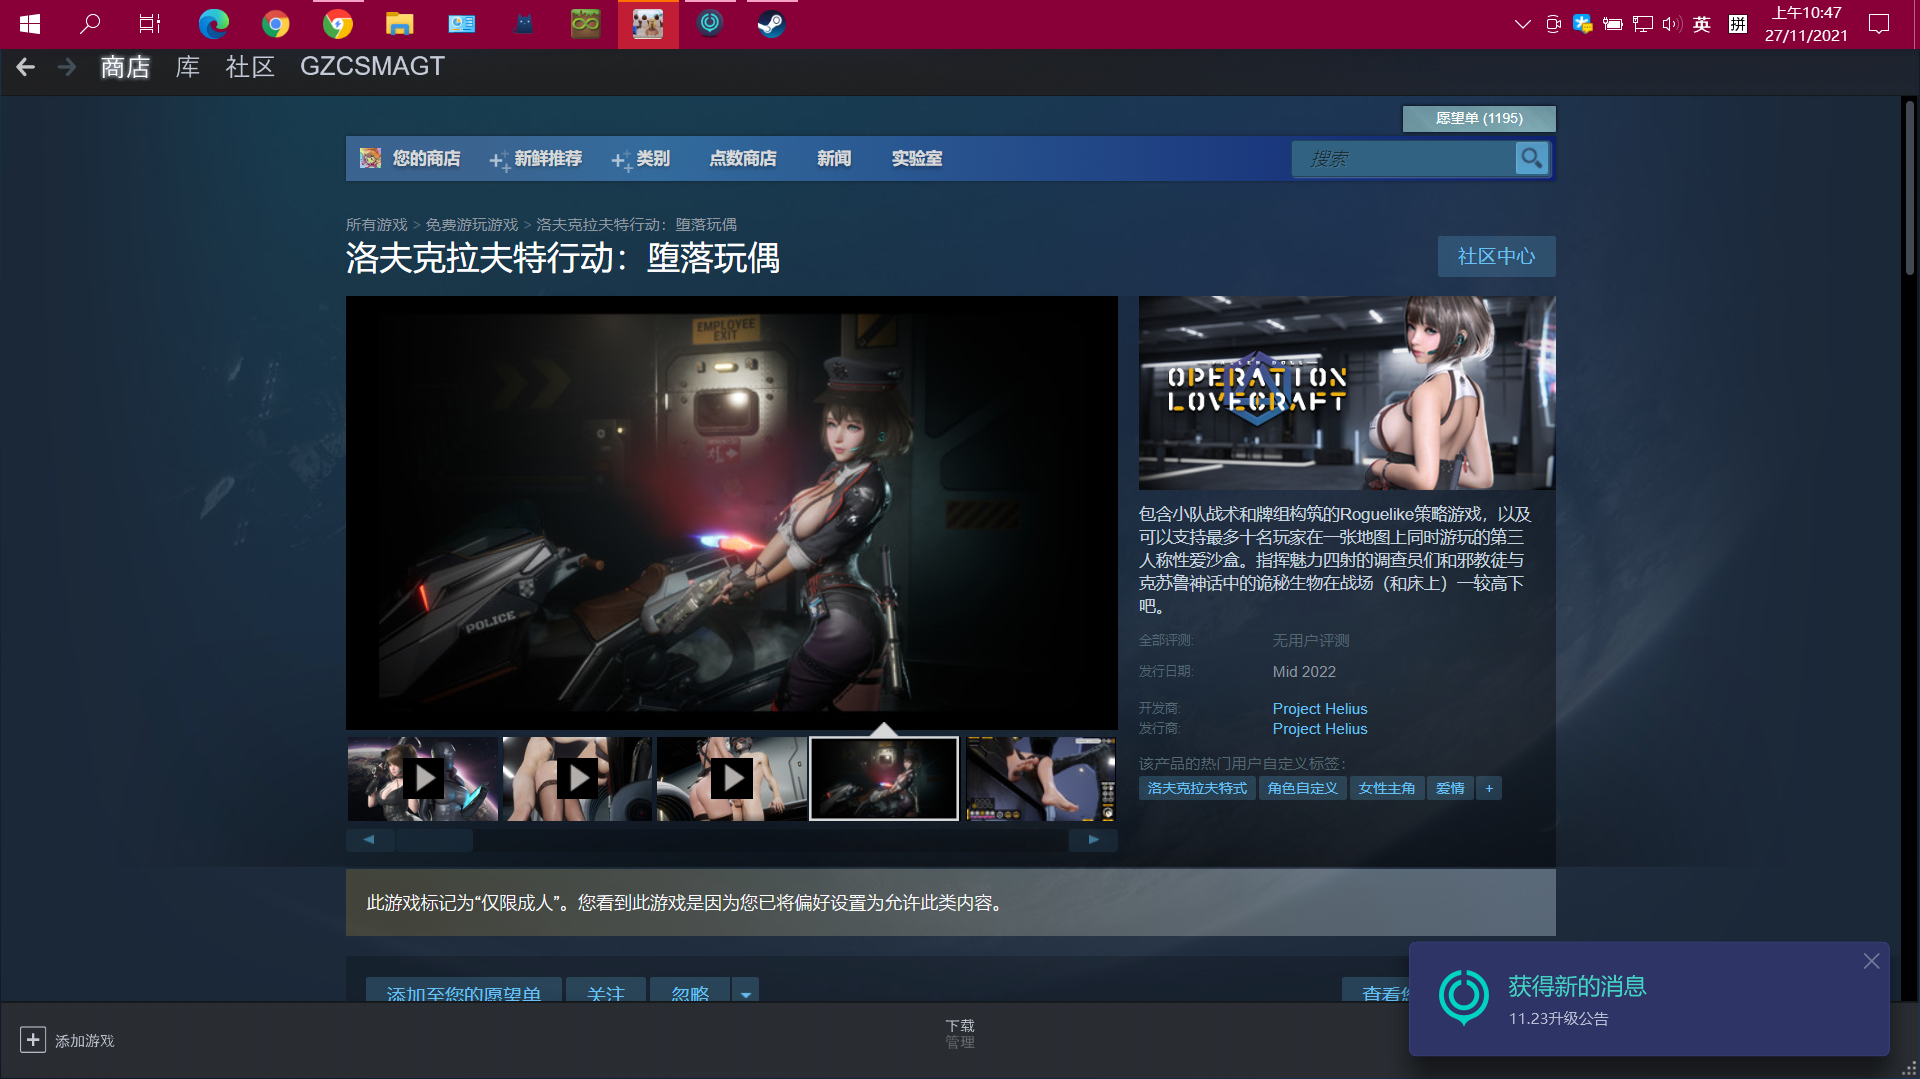 上午10:47
英
拼
27/11/2021
商店
库
社区
GZCSMAGT
愿望单 (1195)
您的商店
新鲜推荐
类别
点数商店
新闻
实验室
搜索
所有游戏 > 免费游玩游戏 > 洛夫克拉夫特行动：堕落玩偶
洛夫克拉夫特行动：堕落玩偶
社区中心
EMPLOYEE
EXIT
POLICE
FALLEN DOLL
OPERATION
LOVECRAFT
包含小队战术和牌组构筑的Roguelike策略游戏，以及
可以支持最多十名玩家在一张地图上同时游玩的第三
人称性爱沙盒。指挥魅力四射的调查员们和邪教徒与
克苏鲁神话中的诡秘生物在战场（和床上）一较高下
吧。
全部评测:
无用户评测
发行日期:
Mid 2022
开发商:
Project Helius
发行商:
Project Helius
该产品的热门用户自定义标签：
洛夫克拉夫特式
角色自定义
女性主角
爱情
+
此游戏标记为“仅限成人”。您看到此游戏是因为您已将偏好设置为允许此类内容。
添加至您的愿望单
关注
忽略
查看您
获得新的消息
11.23升级公告
添加游戏
下载
管理